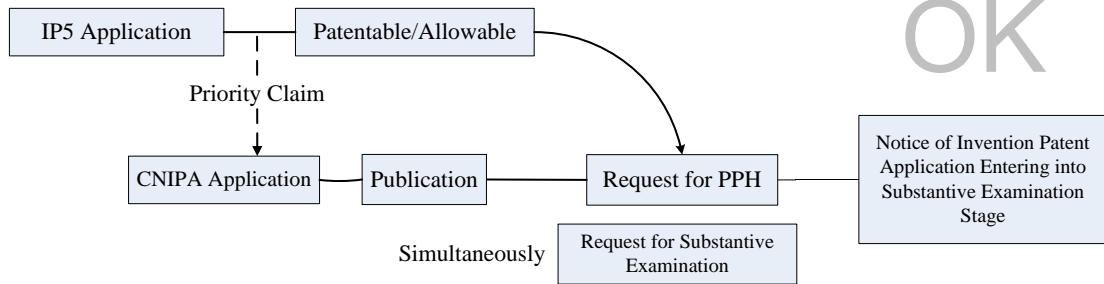 IP5 Application
Patentable/Allowable
OK
Priority Claim
CNIPA Application
Publication
Request for PPH
Notice of Invention Patent
Application Entering into
Substantive Examination
Stage
Simultaneously
Request for Substantive
Examination